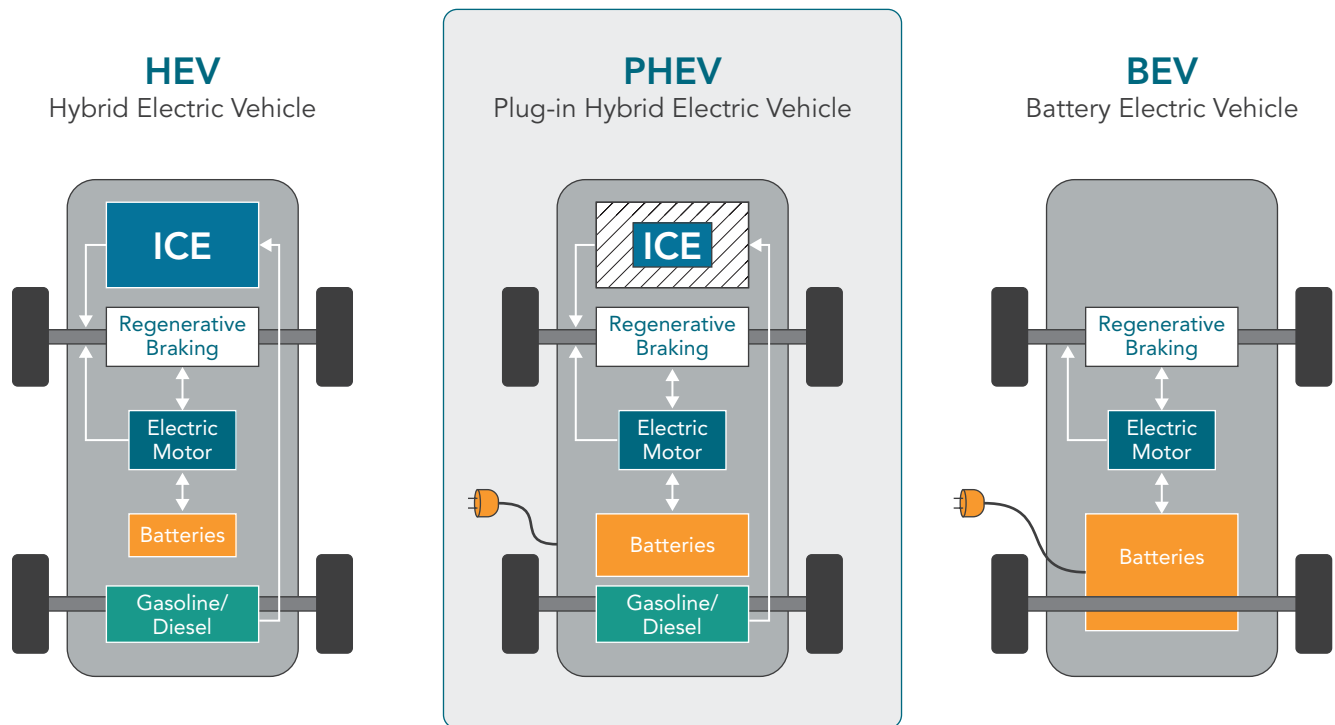 HEV
Hybrid Electric Vehicle
ICE
Regenerative
Braking
Electric
Motor
Batteries
Gasoline/
Diesel
PHEV
Plug-in Hybrid Electric Vehicle
ICE
Regenerative
Braking
Electric
Motor
Batteries
Gasoline/
Diesel
BEV
Battery Electric Vehicle
Regenerative
Braking
Electric
Motor
Batteries